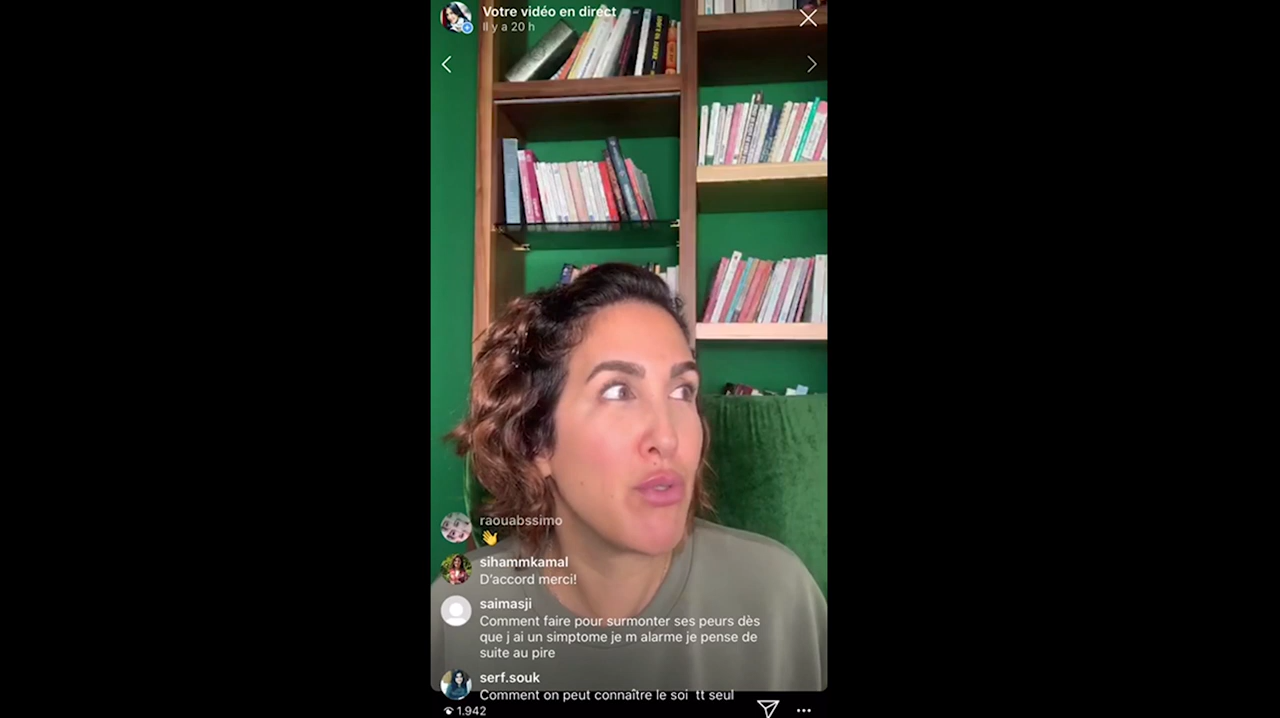 Votre vidéo en direct
Il y a 20 h
raouabssimo
👋
sihammkamal
D'accord merci!
saimasji
Comment faire pour surmonter ses peurs dès
que j ai un simptome je m alarme je pense de
suite au pire
serf.souk
Comment on peut connaître le soi tt seul
1.942